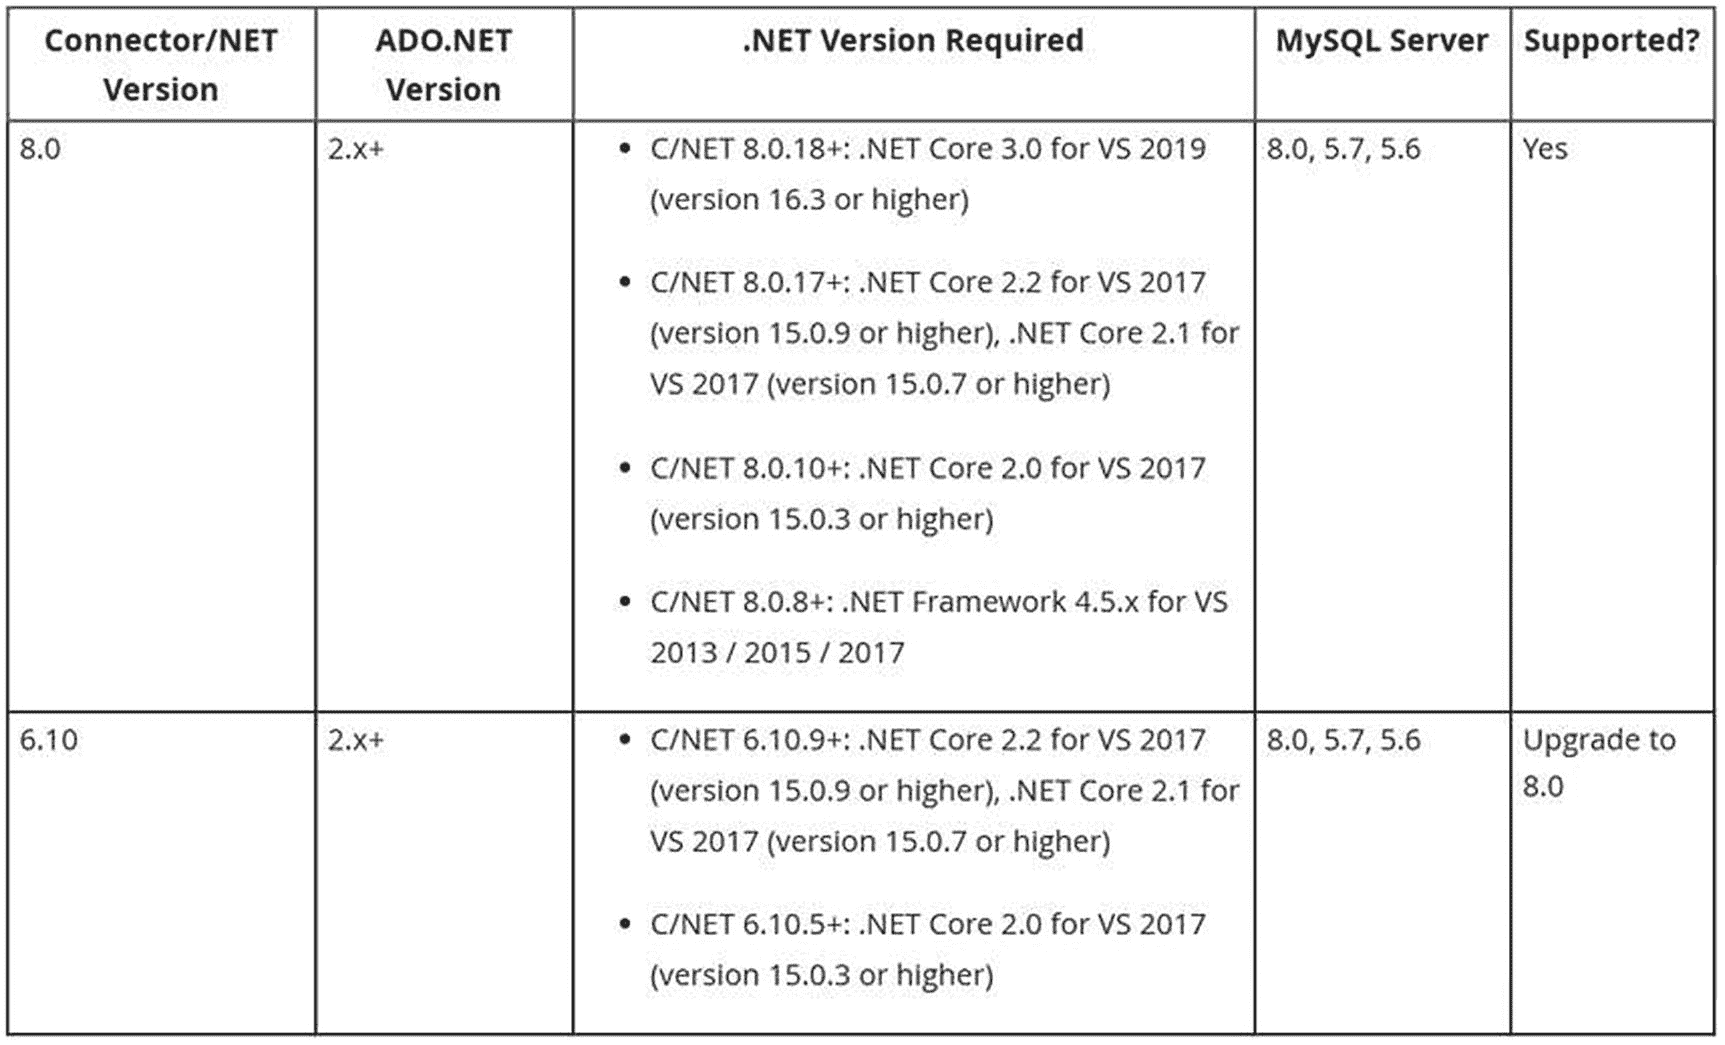 Connector/NET Version
ADO.NET Version
.NET Version Required
MySQL Server
Supported?
8.0
2.x+
• C/NET 8.0.18+: .NET Core 3.0 for VS 2019
(version 16.3 or higher)
• C/NET 8.0.17+: .NET Core 2.2 for VS 2017
(version 15.0.9 or higher), .NET Core 2.1 for
VS 2017 (version 15.0.7 or higher)
• C/NET 8.0.10+: .NET Core 2.0 for VS 2017
(version 15.0.3 or higher)
• C/NET 8.0.8+: .NET Framework 4.5.x for VS
2013 / 2015 / 2017
8.0, 5.7, 5.6
Yes
6.10
2.x+
• C/NET 6.10.9+: .NET Core 2.2 for VS 2017
(version 15.0.9 or higher), .NET Core 2.1 for
VS 2017 (version 15.0.7 or higher)
• C/NET 6.10.5+: .NET Core 2.0 for VS 2017
(version 15.0.3 or higher)
8.0, 5.7, 5.6
Upgrade to
8.0